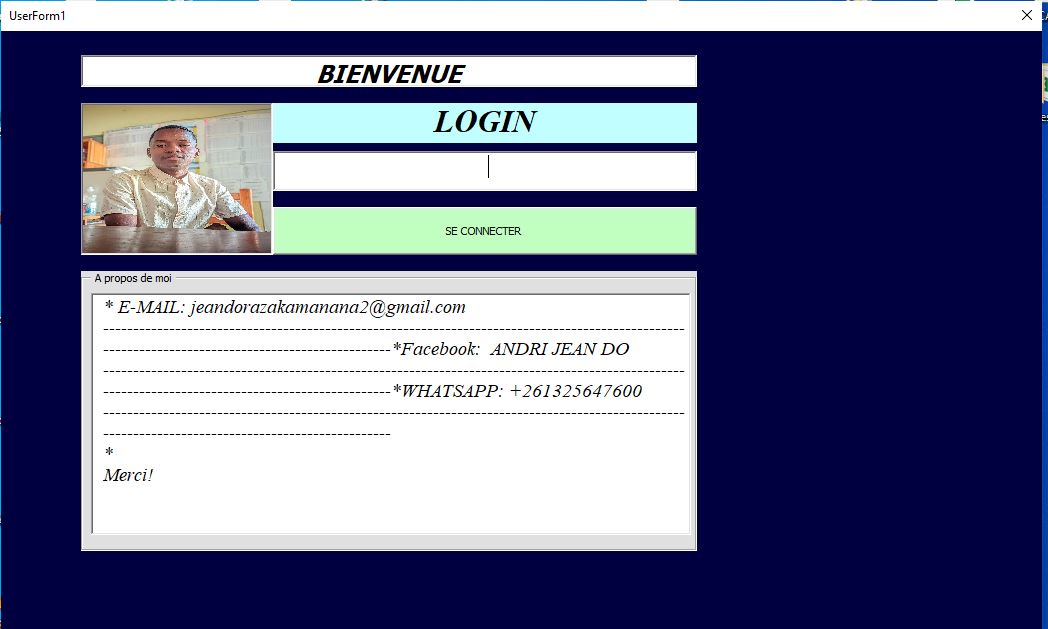 UserForm1
BIENVENUE
LOGIN
SE CONNECTER
A propos de moi
* E-MAIL: jeandorazakamanana2@gmail.com
-------------------------------------------------------------------------------------------------
------------------------------------------------*Facebook:  ANDRI JEAN DO
-------------------------------------------------------------------------------------------------
------------------------------------------------*WHATSAPP: +261325647600
-------------------------------------------------------------------------------------------------
------------------------------------------------
*
Merci!